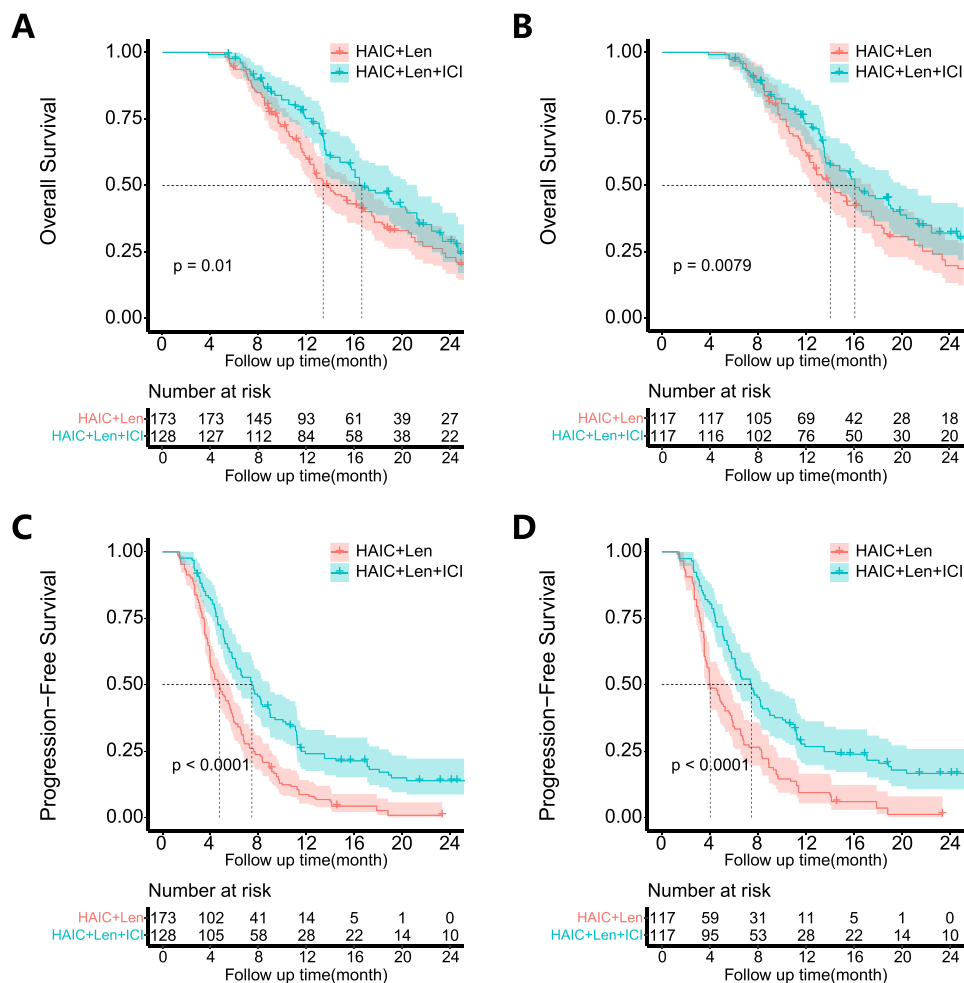 A
1.00
0.75
0.50
0.25
0.00
Overall Survival
HAIC+Len
HAIC+Len+ICI
p = 0.01
0 4 8 12 16 20 24
Follow up time(month)
Number at risk
HAIC+Len 173 173 145 93 61 39 27
HAIC+Len+ICI 128 127 112 84 58 38 22
0 4 8 12 16 20 24
Follow up time(month)
B
1.00
0.75
0.50
0.25
0.00
Overall Survival
HAIC+Len
HAIC+Len+ICI
p = 0.0079
0 4 8 12 16 20 24
Follow up time(month)
Number at risk
HAIC+Len 117 117 105 69 42 28 18
HAIC+Len+ICI 117 116 102 76 50 30 20
0 4 8 12 16 20 24
Follow up time(month)
C
1.00
0.75
0.50
0.25
0.00
Progression−Free Survival
HAIC+Len
HAIC+Len+ICI
p < 0.0001
0 4 8 12 16 20 24
Follow up time(month)
Number at risk
HAIC+Len 173 102 41 14 5 1 0
HAIC+Len+ICI 128 105 58 28 22 14 10
0 4 8 12 16 20 24
Follow up time(month)
D
1.00
0.75
0.50
0.25
0.00
Progression−Free Survival
HAIC+Len
HAIC+Len+ICI
p < 0.0001
0 4 8 12 16 20 24
Follow up time(month)
Number at risk
HAIC+Len 117 59 31 11 5 1 0
HAIC+Len+ICI 117 95 53 28 22 14 10
0 4 8 12 16 20 24
Follow up time(month)